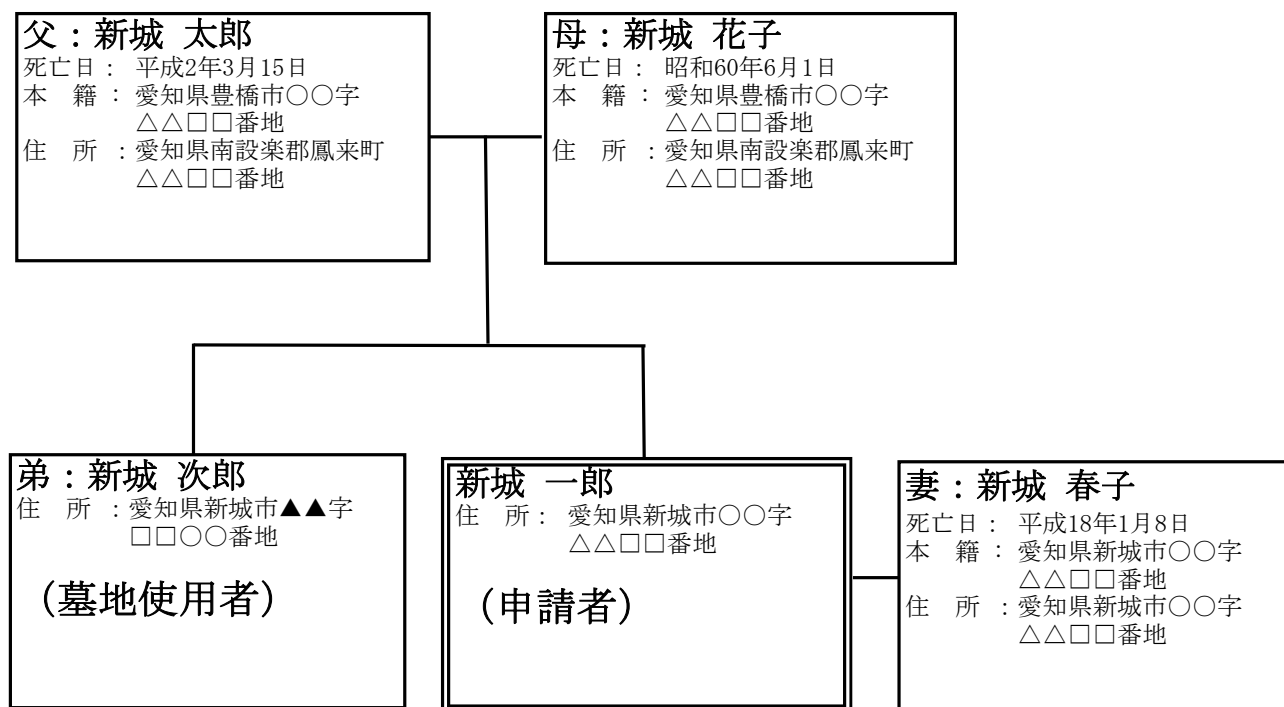 父：新城 太郎
死亡日： 平成2年3月15日
本　籍： 愛知県豊橋市〇〇字
△△□□番地
住　所：愛知県南設楽郡鳳来町
△△□□番地
母：新城 花子
死亡日： 昭和60年6月1日
本　籍： 愛知県豊橋市〇〇字
△△□□番地
住　所：愛知県南設楽郡鳳来町
△△□□番地
弟：新城 次郎
住　所：愛知県新城市▲▲字
□□〇〇番地
（墓地使用者）
新城 一郎
住　所： 愛知県新城市〇〇字
△△□□番地
（申請者）
妻：新城 春子
死亡日： 平成18年1月8日
本　籍： 愛知県新城市〇〇字
△△□□番地
住　所：愛知県新城市〇〇字
△△□□番地